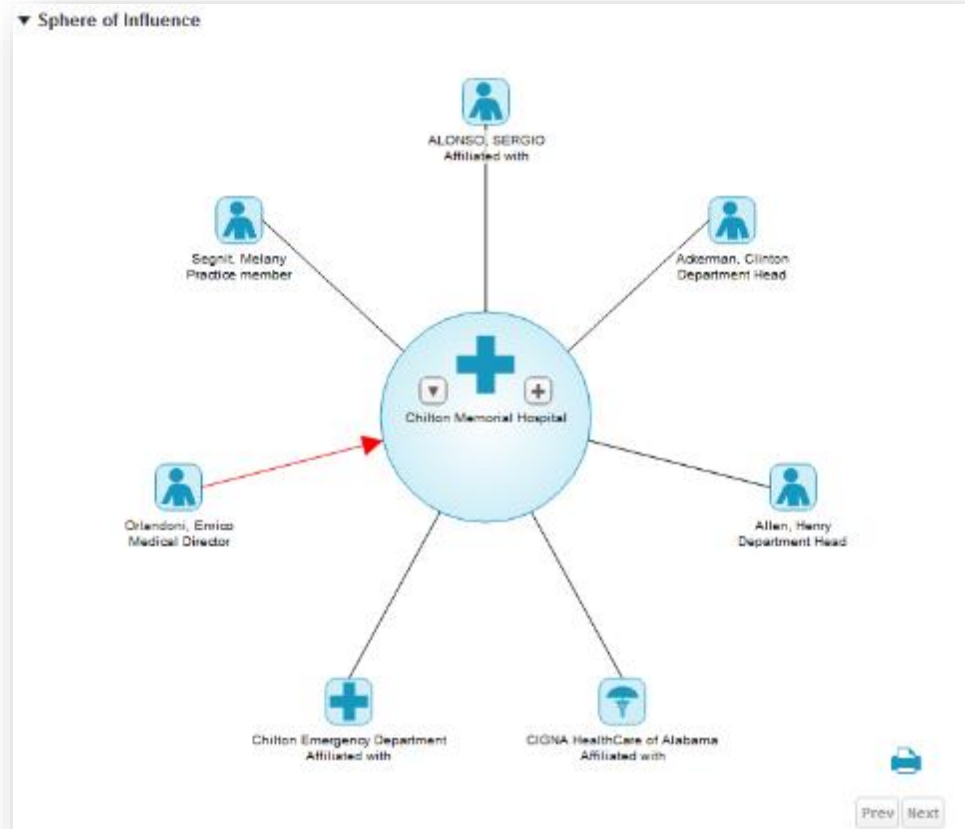 Sphere of Influence
ALONSO, SERGIO
Affiliated with
Segnit, Melany
Practice member
Ackerman, Clinton
Department Head
Chilton Memorial Hospital
Orlandoni, Enrico
Medical Director
Allen, Henry
Department Head
Chilton Emergency Department
Affiliated with
CIGNA HealthCare of Alabama
Affiliated with
Prev Next